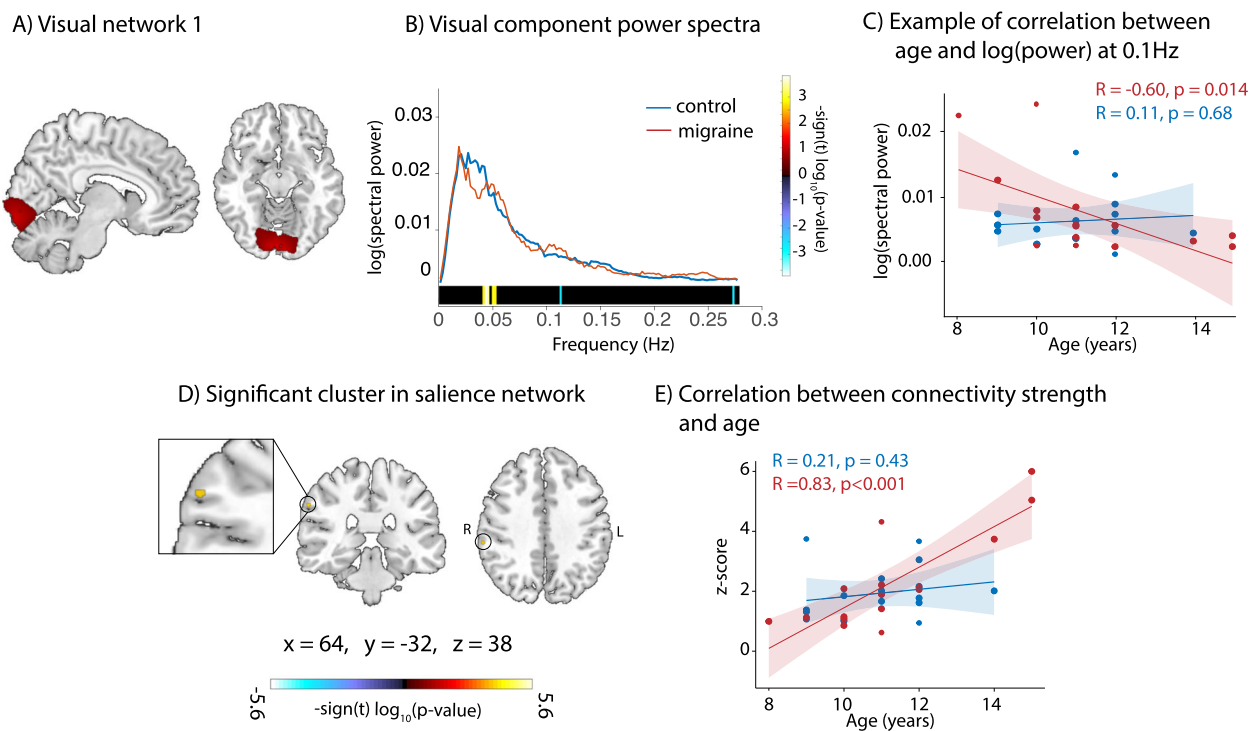 A) Visual network 1
B) Visual component power spectra
C) Example of correlation between
age and log(power) at 0.1Hz
log(spectral power)
0.03
0.02
0.01
0
control
migraine
3
2
1
0
-1
-2
-3
-sign(t) log10(p-value)
0
0.05
0.1
0.15
0.2
0.25
0.3
Frequency (Hz)
R = -0.60, p = 0.014
R = 0.11, p = 0.68
log(spectral power)
0.02
0.01
0.00
8
10
12
14
Age (years)
D) Significant cluster in salience network
R
L
x = 64, y = -32, z = 38
-5.6
5.6
-sign(t) log10(p-value)
E) Correlation between connectivity strength
and age
R = 0.21, p = 0.43
R =0.83, p<0.001
z-score
6
4
2
0
8
10
12
14
Age (years)